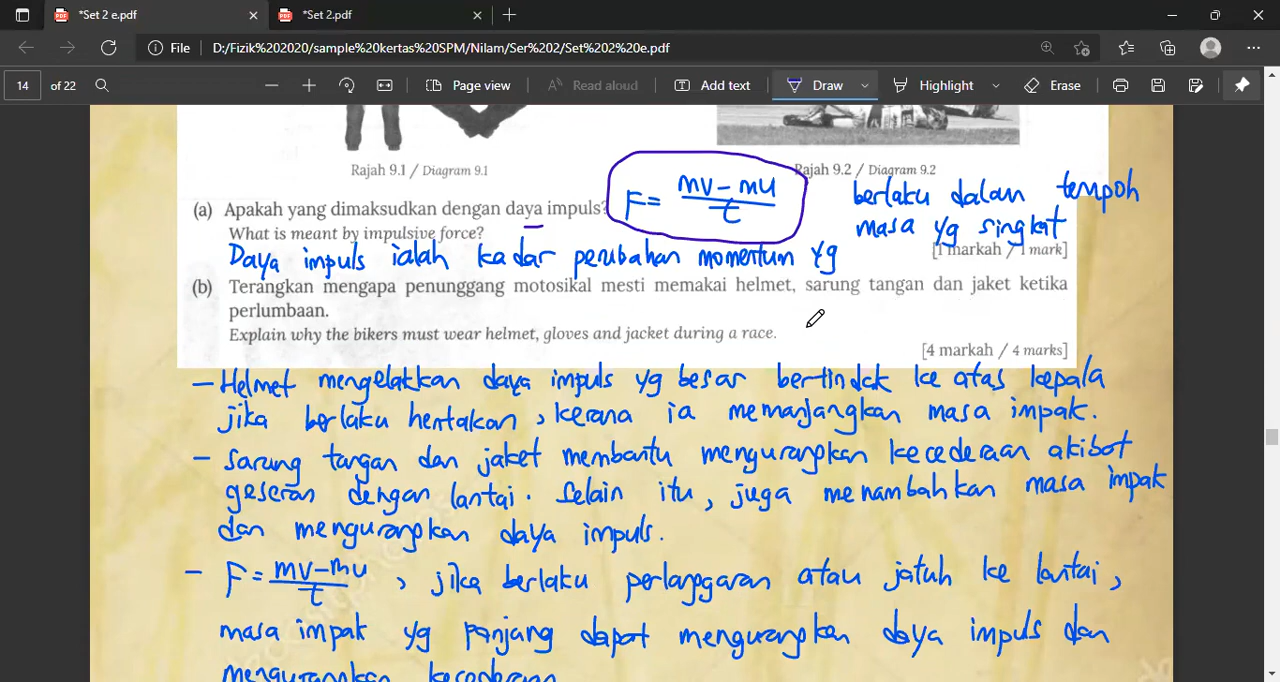 *Set 2 e.pdf
*Set 2.pdf
File D:/Fizik%202020/sample%20kertas%20SPM/Nilam/Ser%202/Set%202%20e.pdf
14 of 22 Page view Read aloud Add text Draw Highlight Erase
Rajah 9.1 / Diagram 9.1
Rajah 9.2 / Diagram 9.2
(a) Apakah yang dimaksudkan dengan daya impuls?
What is meant by impulsive force?
[1 markah / 1 mark]
F = mv - mu / t
Daya impuls ialah kadar perubahan momentum yg
berlaku dalam tempoh
masa yg singkat
(b) Terangkan mengapa penunggang motosikal mesti memakai helmet, sarung tangan dan jaket ketika
perlumbaan.
Explain why the bikers must wear helmet, gloves and jacket during a race.
[4 markah / 4 marks]
- Helmet mengelakkan daya impuls yg besar bertindak ke atas kepala
jika berlaku hentakan, kerana ia memanjangkan masa impak.
- Sarung tangan dan jaket membantu mengurangkan kecederaan akibat
geseran dengan lantai. Selain itu, juga menambahkan masa impak
dan mengurangkan daya impuls.
- F = mv - mu / t , jika berlaku perlanggaran atau jatuh ke lantai,
masa impak yg panjang dapat mengurangkan daya impuls dan
mengurangkan kecederaan